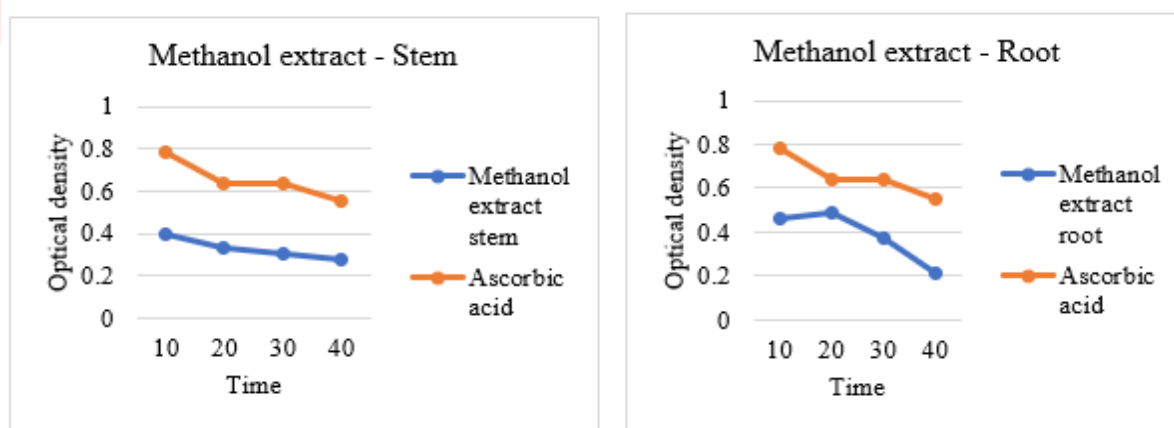 Methanol extract - Stem
1
0.8
0.6
0.4
0.2
0
Optical density
10 20 30 40
Time
Methanol
extract
stem
Ascorbic
acid
Methanol extract - Root
1
0.8
0.6
0.4
0.2
0
Optical density
10 20 30 40
Time
Methanol
extract
root
Ascorbic
acid